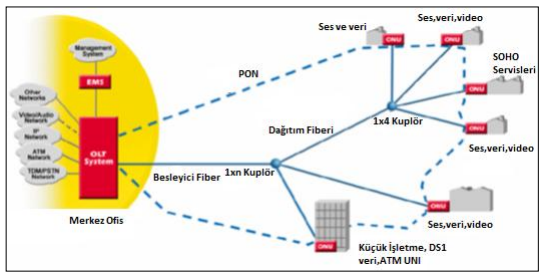 Ses ve veri
Ses,veri,video
ONU
ONU
Management
System
SOHO
Servisleri
PON
EMS
ONU
Other
Networks
Video/Audio
Network
1x4 Kuplör
ONU
IP
Network
OLT
System
Dağıtım Fiberi
Ses,veri,video
ATM
Network
TDM/PSTN
Network
Besleyici Fiber
1xn Kuplör
ONU
Merkez Ofis
Ses,veri,video
ONU
Küçük İşletme, DS1
veri,ATM UNI